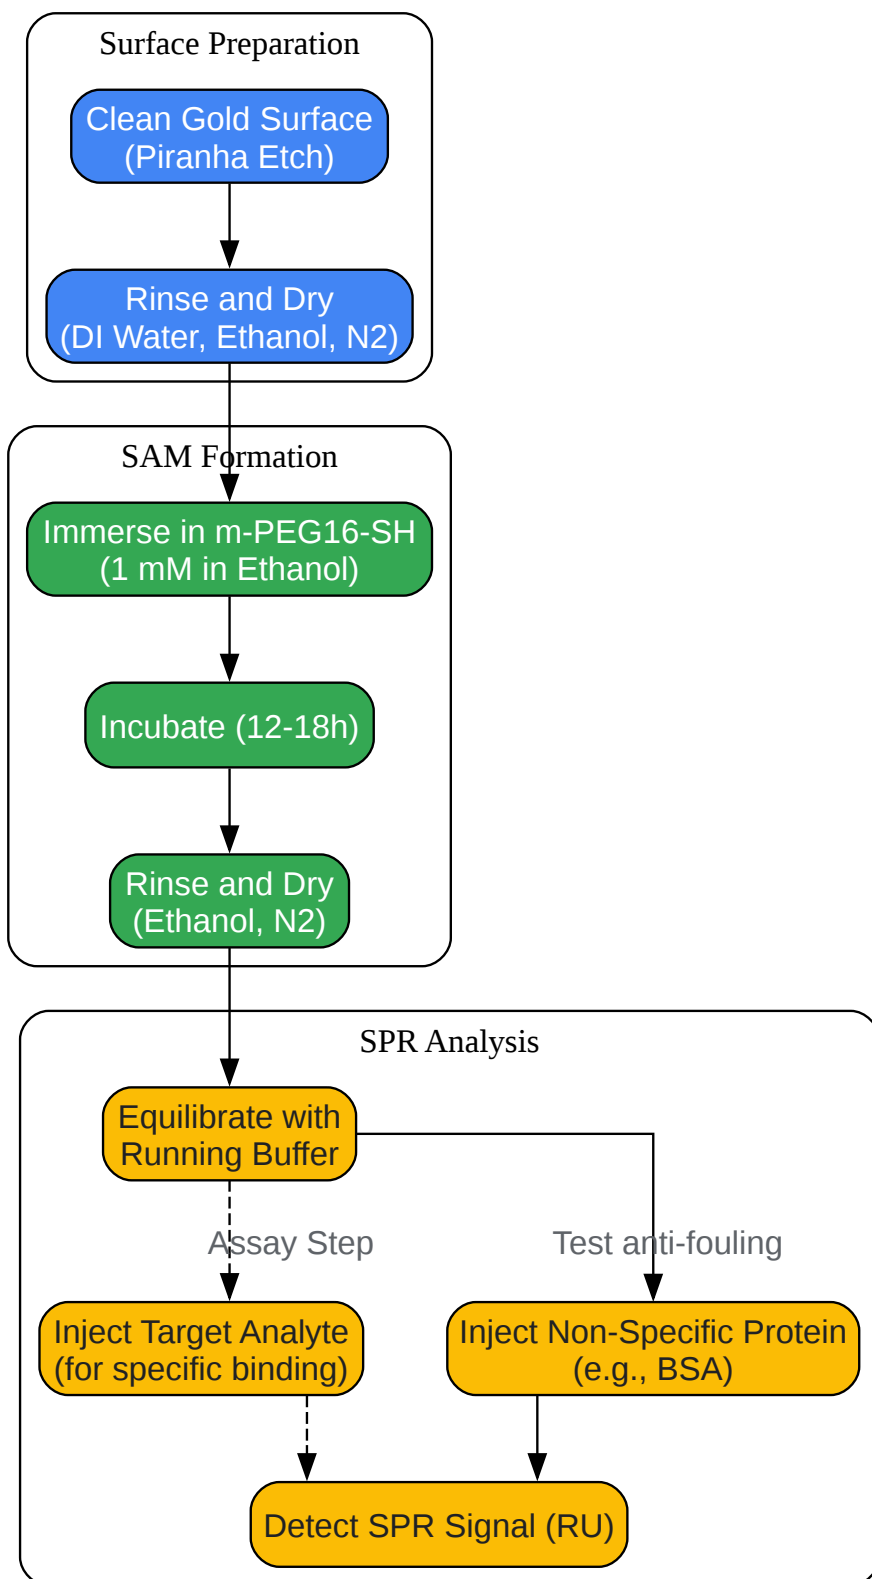 Surface Preparation
Clean Gold Surface
(Piranha Etch)
Rinse and Dry
(DI Water, Ethanol, N2)
SAM Formation
Immerse in m-PEG16-SH
(1 mM in Ethanol)
Incubate (12-18h)
Rinse and Dry
(Ethanol, N2)
SPR Analysis
Equilibrate with
Running Buffer
Assay Step
Test anti-fouling
Inject Target Analyte
(for specific binding)
Inject Non-Specific Protein
(e.g., BSA)
Detect SPR Signal (RU)